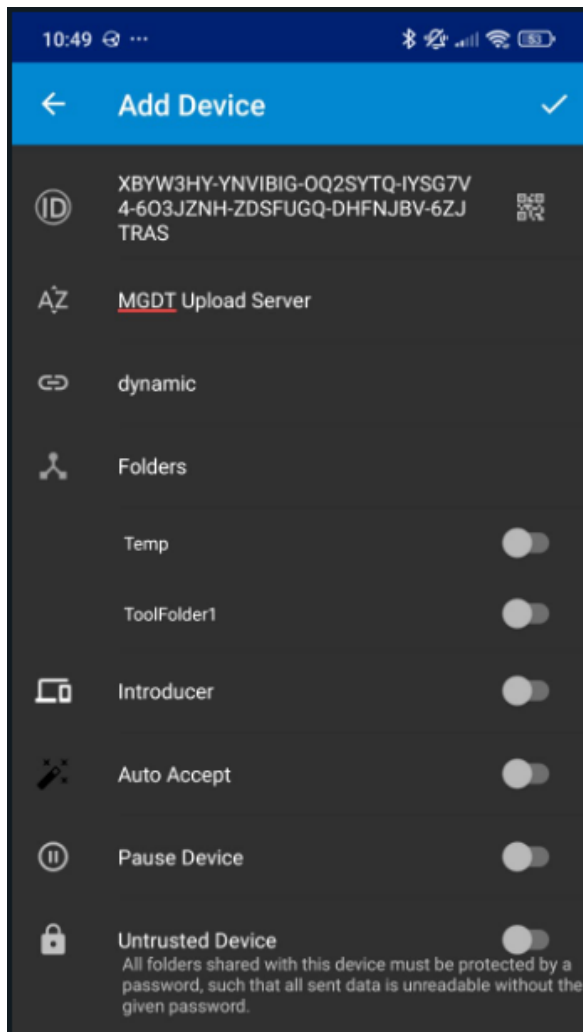 10:49
Add Device
XBYW3HY-YNVIBIG-OQ2SYTQ-IYSG7V
4-6O3JZNH-ZDSFUGQ-DHFNJBV-6ZJ
TRAS
MGDT Upload Server
dynamic
Folders
Temp
ToolFolder1
Introducer
Auto Accept
Pause Device
Untrusted Device
All folders shared with this device must be protected by a
password, such that all sent data is unreadable without the
given password.